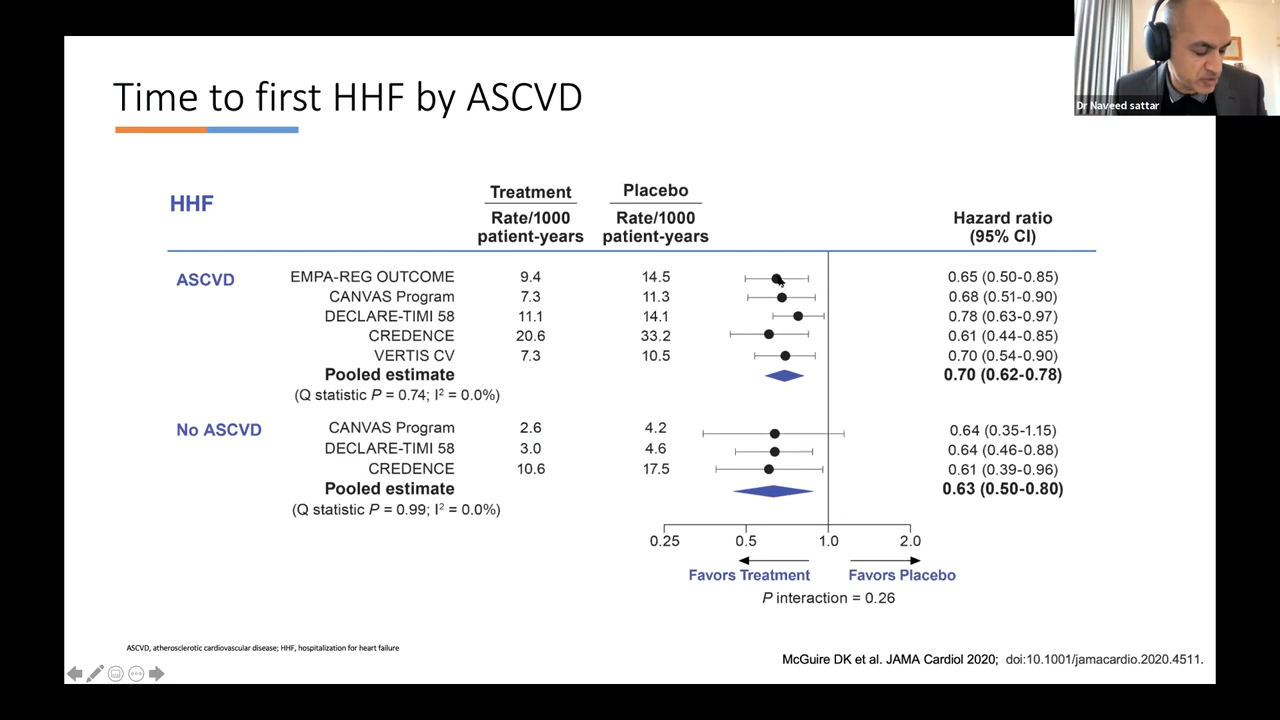 Dr Naveed sattar
Time to first HHF by ASCVD
HHF
Treatment
Rate/1000
patient-years
Placebo
Rate/1000
patient-years
Hazard ratio
(95% CI)
ASCVD
EMPA-REG OUTCOME 9.4 14.5 0.65 (0.50-0.85)
CANVAS Program 7.3 11.3 0.68 (0.51-0.90)
DECLARE-TIMI 58 11.1 14.1 0.78 (0.63-0.97)
CREDENCE 20.6 33.2 0.61 (0.44-0.85)
VERTIS CV 7.3 10.5 0.70 (0.54-0.90)
Pooled estimate 0.70 (0.62-0.78)
(Q statistic P = 0.74; I² = 0.0%)
No ASCVD
CANVAS Program 2.6 4.2 0.64 (0.35-1.15)
DECLARE-TIMI 58 3.0 4.6 0.64 (0.46-0.88)
CREDENCE 10.6 17.5 0.61 (0.39-0.96)
Pooled estimate 0.63 (0.50-0.80)
(Q statistic P = 0.99; I² = 0.0%)
0.25 0.5 1.0 2.0
Favors Treatment Favors Placebo
P interaction = 0.26
ASCVD, atherosclerotic cardiovascular disease; HHF, hospitalization for heart failure
McGuire DK et al. JAMA Cardiol 2020; doi:10.1001/jamacardio.2020.4511.